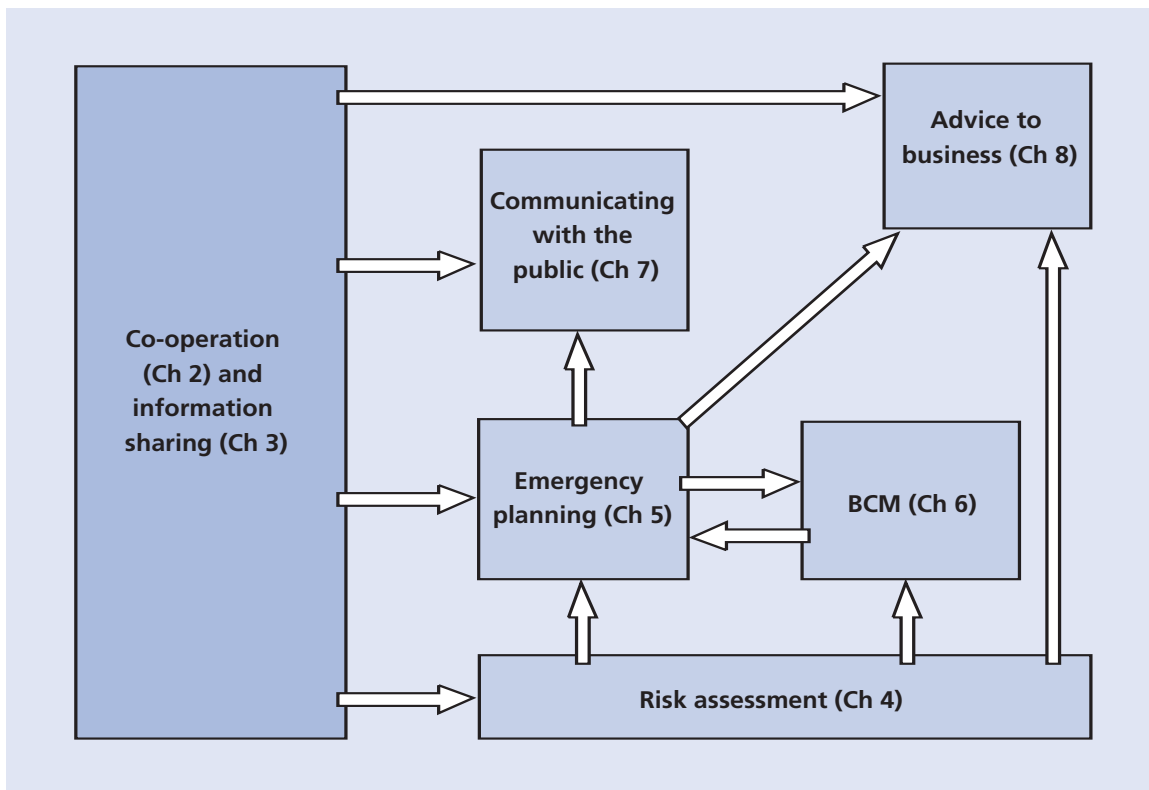 Co-operation
(Ch 2) and
information
sharing (Ch 3)
Communicating
with the
public (Ch 7)
Advice to
business (Ch 8)
Emergency
planning (Ch 5)
BCM (Ch 6)
Risk assessment (Ch 4)